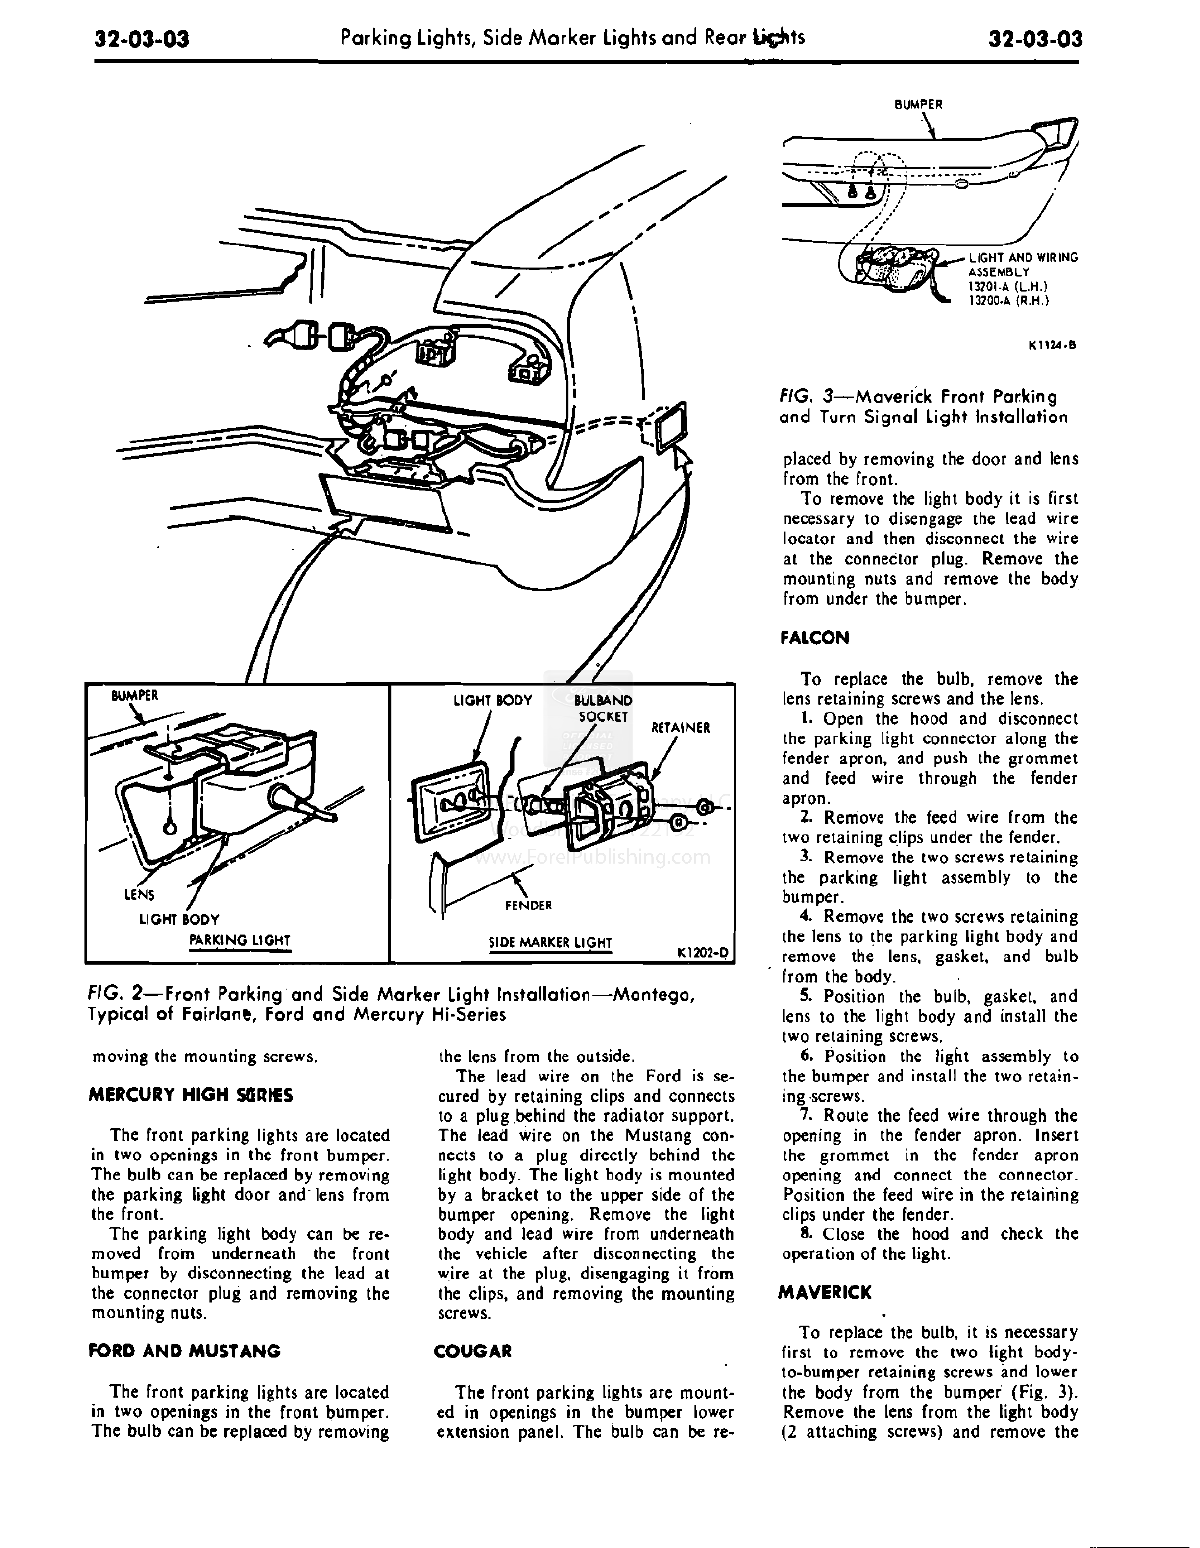 32-03-03
Parking Lights, Side Marker Lights and Rear Lights
32-03-03
BUMPER
LIGHT AND WIRING
ASSEMBLY
13201-A (L.H.)
13200-A (R.H.)
K1124-B
FIG. 3—Maverick Front Parking
and Turn Signal Light Installation
BUMPER
LENS
LIGHT BODY
PARKING LIGHT
LIGHT BODY
BULB AND
SOCKET
RETAINER
FENDER
SIDE MARKER LIGHT
K1202-D
www.ForelPublishing.com
FIG. 2—Front Parking and Side Marker Light Installation—Montego,
Typical of Fairlane, Ford and Mercury Hi-Series
moving the mounting screws.
MERCURY HIGH SERIES
The front parking lights are located
in two openings in the front bumper.
The bulb can be replaced by removing
the parking light door and lens from
the front.
The parking light body can be re-
moved from underneath the front
bumper by disconnecting the lead at
the connector plug and removing the
mounting nuts.
FORD AND MUSTANG
The front parking lights are located
in two openings in the front bumper.
The bulb can be replaced by removing
the lens from the outside.
The lead wire on the Ford is se-
cured by retaining clips and connects
to a plug behind the radiator support.
The lead wire on the Mustang con-
nects to a plug directly behind the
light body. The light body is mounted
by a bracket to the upper side of the
bumper opening. Remove the light
body and lead wire from underneath
the vehicle after disconnecting the
wire at the plug, disengaging it from
the clips, and removing the mounting
screws.
COUGAR
The front parking lights are mount-
ed in openings in the bumper lower
extension panel. The bulb can be re-
placed by removing the door and lens
from the front.
To remove the light body it is first
necessary to disengage the lead wire
locator and then disconnect the wire
at the connector plug. Remove the
mounting nuts and remove the body
from under the bumper.
FALCON
To replace the bulb, remove the
lens retaining screws and the lens.
1. Open the hood and disconnect
the parking light connector along the
fender apron, and push the grommet
and feed wire through the fender
apron.
2. Remove the feed wire from the
two retaining clips under the fender.
3. Remove the two screws retaining
the parking light assembly to the
bumper.
4. Remove the two screws retaining
the lens to the parking light body and
remove the lens, gasket, and bulb
from the body.
5. Position the bulb, gasket, and
lens to the light body and install the
two retaining screws.
6. Position the light assembly to
the bumper and install the two retain-
ing screws.
7. Route the feed wire through the
opening in the fender apron. Insert
the grommet in the fender apron
opening and connect the connector.
Position the feed wire in the retaining
clips under the fender.
8. Close the hood and check the
operation of the light.
MAVERICK
To replace the bulb, it is necessary
first to remove the two light body-
to-bumper retaining screws and lower
the body from the bumper (Fig. 3).
Remove the lens from the light body
(2 attaching screws) and remove the